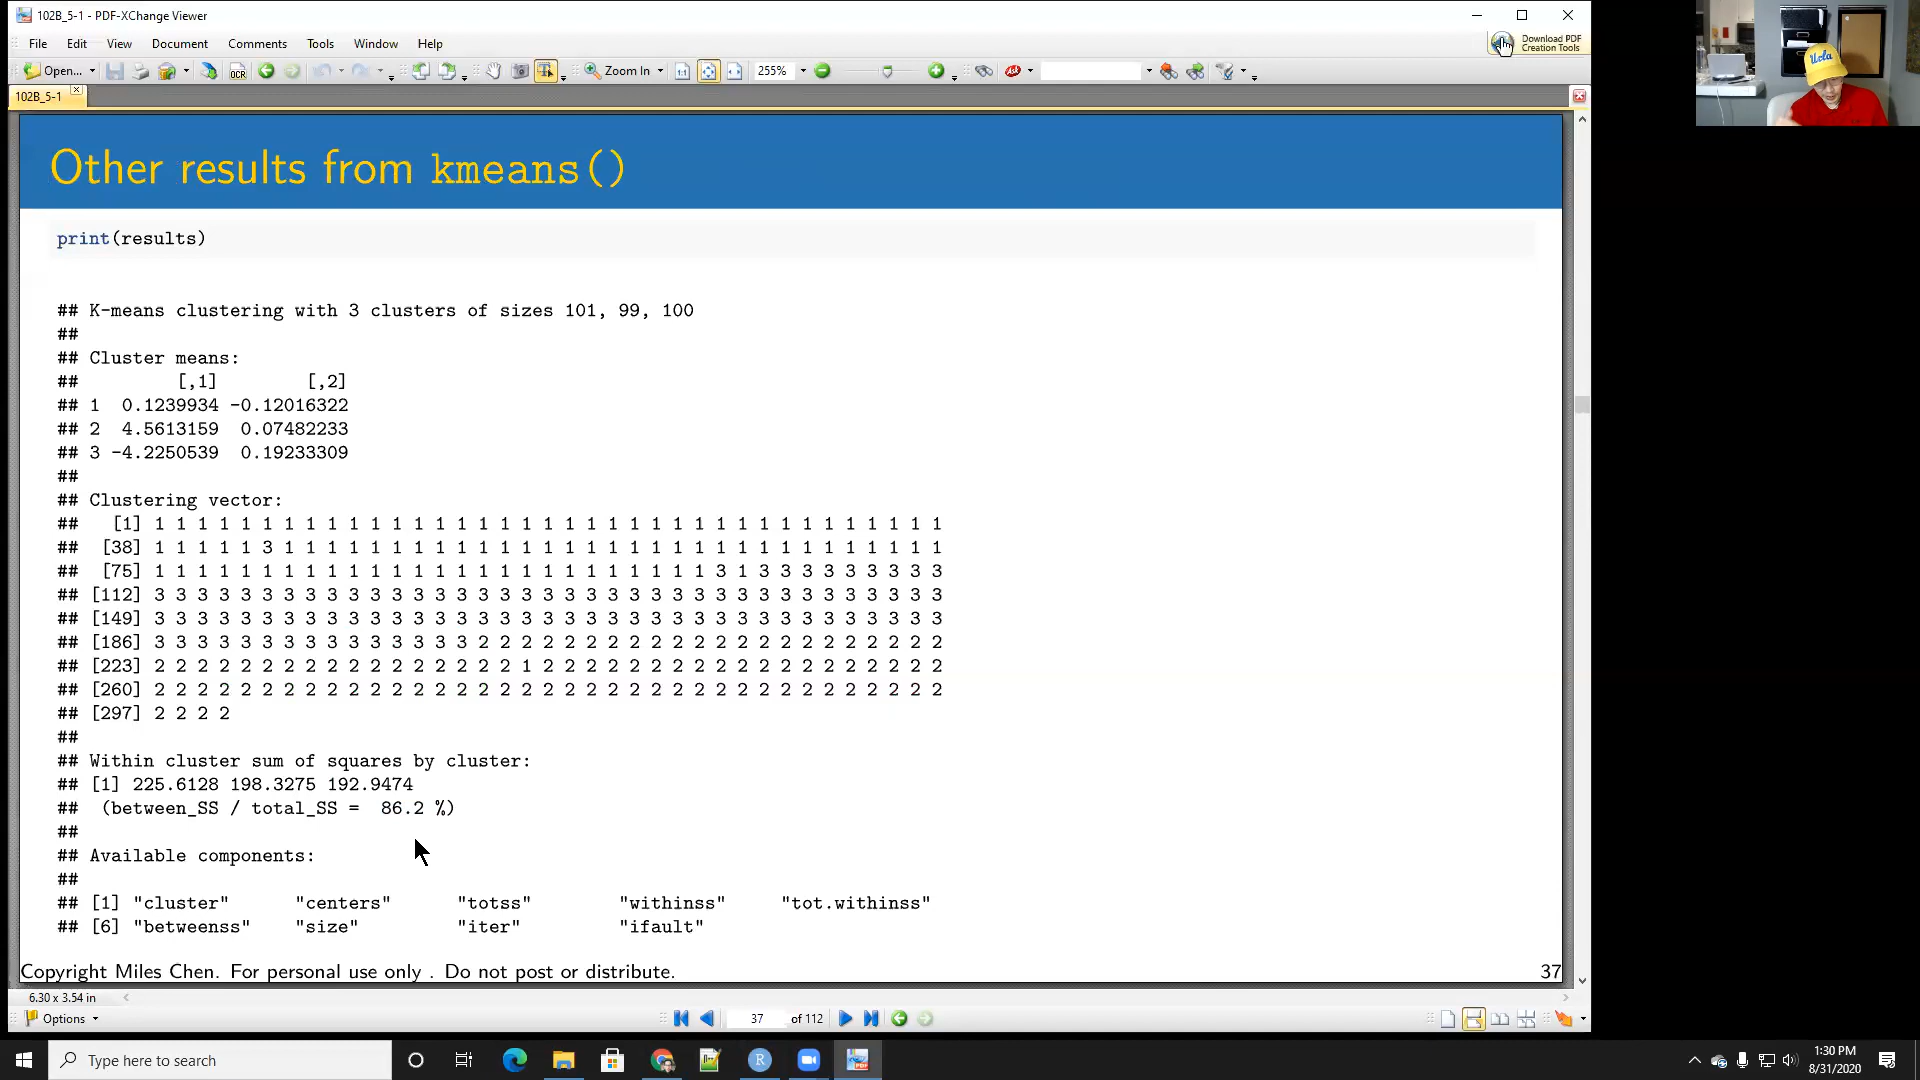 102B_5-1 - PDF-XChange Viewer
File Edit View Document Comments Tools Window Help
Download PDF
Creation Tools
Open... OCR Zoom In 255%
102B_5-1
Ucla
Other results from kmeans()
print(results)
## K-means clustering with 3 clusters of sizes 101, 99, 100
##
## Cluster means:
## [,1] [,2]
## 1 0.1239934 -0.12016322
## 2 4.5613159 0.07482233
## 3 -4.2250539 0.19233309
##
## Clustering vector:
## [1] 1 1 1 1 1 1 1 1 1 1 1 1 1 1 1 1 1 1 1 1 1 1 1 1 1 1 1 1 1 1 1 1 1 1 1 1 1
## [38] 1 1 1 1 1 3 1 1 1 1 1 1 1 1 1 1 1 1 1 1 1 1 1 1 1 1 1 1 1 1 1 1 1 1 1 1 1
## [75] 1 1 1 1 1 1 1 1 1 1 1 1 1 1 1 1 1 1 1 1 1 1 1 1 1 1 3 1 3 3 3 3 3 3 3 3 3
## [112] 3 3 3 3 3 3 3 3 3 3 3 3 3 3 3 3 3 3 3 3 3 3 3 3 3 3 3 3 3 3 3 3 3 3 3 3 3
## [149] 3 3 3 3 3 3 3 3 3 3 3 3 3 3 3 3 3 3 3 3 3 3 3 3 3 3 3 3 3 3 3 3 3 3 3 3 3
## [186] 3 3 3 3 3 3 3 3 3 3 3 3 3 3 3 2 2 2 2 2 2 2 2 2 2 2 2 2 2 2 2 2 2 2 2 2 2
## [223] 2 2 2 2 2 2 2 2 2 2 2 2 2 2 2 2 2 1 2 2 2 2 2 2 2 2 2 2 2 2 2 2 2 2 2 2 2
## [260] 2 2 2 2 2 2 2 2 2 2 2 2 2 2 2 2 2 2 2 2 2 2 2 2 2 2 2 2 2 2 2 2 2 2 2 2 2
## [297] 2 2 2 2
##
## Within cluster sum of squares by cluster:
## [1] 225.6128 198.3275 192.9474
## (between_SS / total_SS = 86.2 %)
##
## Available components:
##
## [1] "cluster" "centers" "totss" "withinss" "tot.withinss"
## [6] "betweenss" "size" "iter" "ifault"
Copyright Miles Chen. For personal use only . Do not post or distribute. 37
6.30 x 3.54 in
Options 37 of 112
Type here to search
1:30 PM
8/31/2020